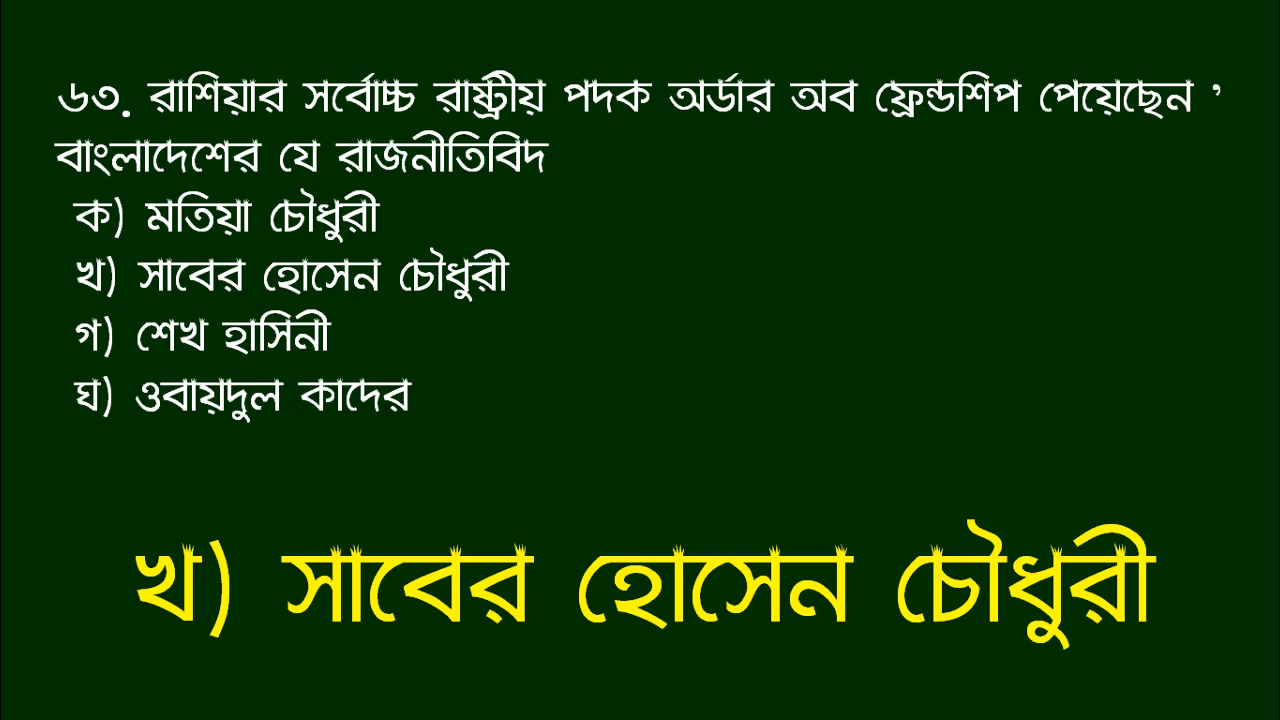 ৬৩. রাশিয়ার সর্বোচ্চ রাষ্ট্রীয় পদক অর্ডার অব ফ্রেন্ডশিপ পেয়েছেন ’
বাংলাদেশের যে রাজনীতিবিদ
ক) মতিয়া চৌধুরী
খ) সাবের হোসেন চৌধুরী
গ) শেখ হাসিনী
ঘ) ওবায়দুল কাদের
খ) সাবের হোসেন চৌধুরী